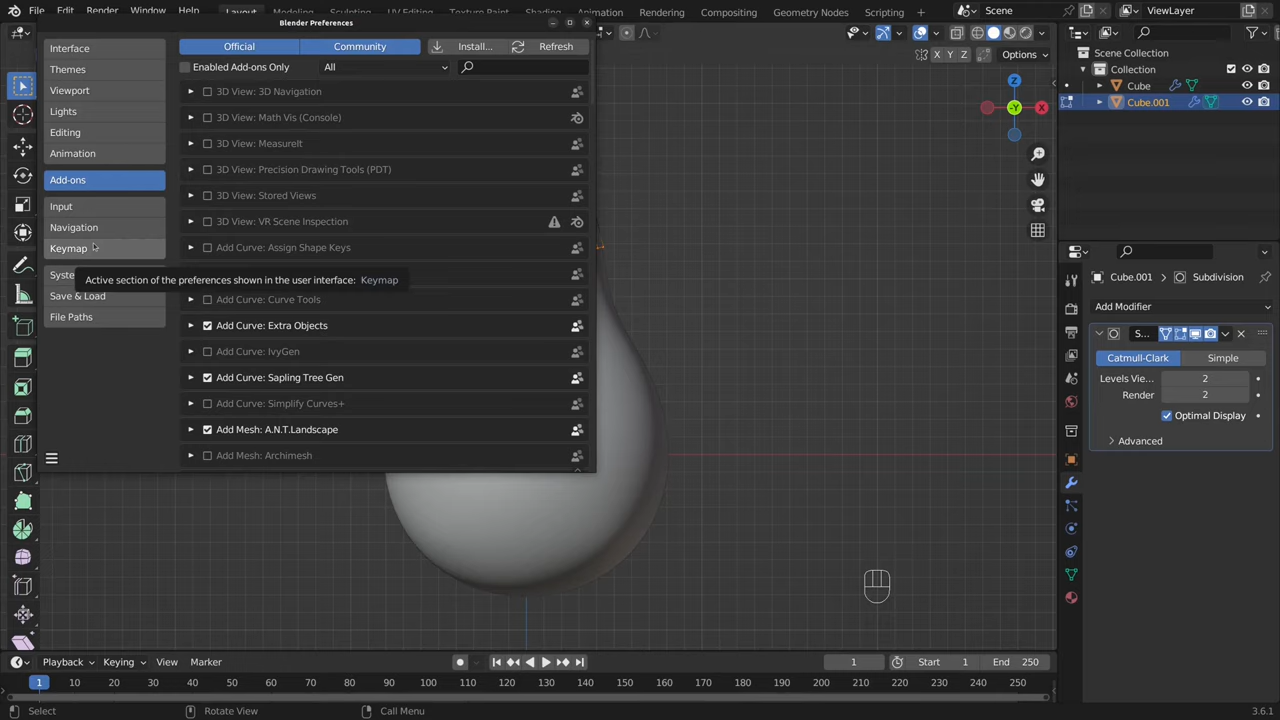 File Edit Render Window Help
Layout
UV Editing
Texture Paint
Animation
Rendering
Compositing
Geometry Nodes
Scripting
Scene
ViewLayer
Blender Preferences
Interface
Themes
Viewport
Lights
Editing
Animation
Add-ons
Input
Navigation
Keymap
Syste
Save & Load
File Paths
Official
Community
Install...
Refresh
Enabled Add-ons Only
All
3D View: 3D Navigation
3D View: Math Vis (Console)
3D View: MeasureIt
3D View: Precision Drawing Tools (PDT)
3D View: Stored Views
3D View: VR Scene Inspection
Add Curve: Assign Shape Keys
Active section of the preferences shown in the user interface: Keymap
Add Curve: Curve Tools
Add Curve: Extra Objects
Add Curve: IvyGen
Add Curve: Sapling Tree Gen
Add Curve: Simplify Curves+
Add Mesh: A.N.T.Landscape
Add Mesh: Archimesh
X Y Z
Options
Z
-Y
X
Scene Collection
Collection
Cube
Cube.001
Cube.001
Subdivision
Add Modifier
S...
Catmull-Clark
Simple
Levels Vie...
2
Render
2
Optimal Display
Advanced
Playback
Keying
View
Marker
1
Start 1
End 250
1 10 20 30 40 50 60 70 80 90 100 110 120 130 140 150 160 170 180 190 200 210 220 230 240 250
Select
Rotate View
Call Menu
3.6.1